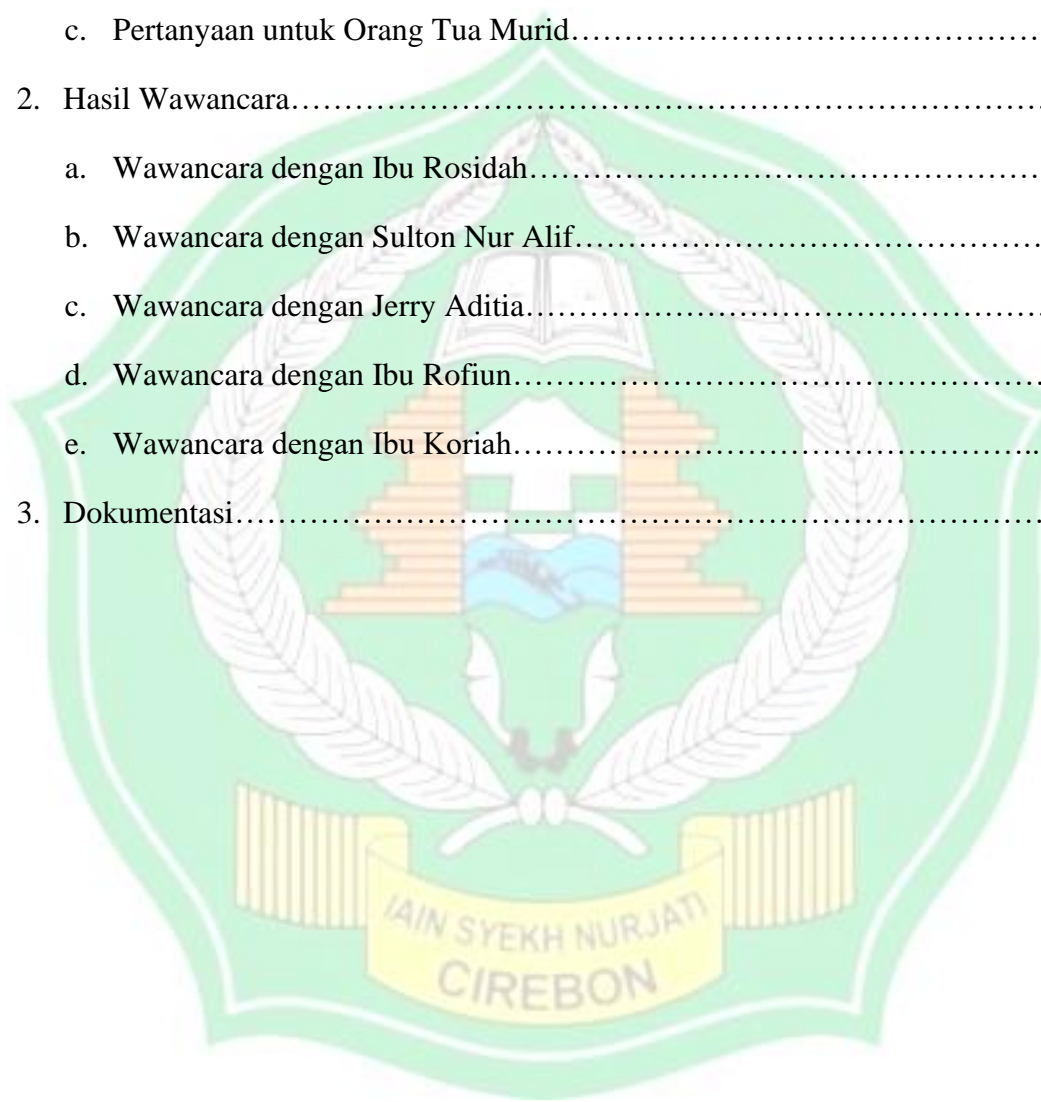 c. Pertanyaan untuk Orang Tua Murid…………………………………………
2. Hasil Wawancara…………………………………………………………………
a. Wawancara dengan Ibu Rosidah……………………………………………
b. Wawancara dengan Sulton Nur Alif…………………………………………
c. Wawancara dengan Jerry Aditia……………………………………………
d. Wawancara dengan Ibu Rofiun………………………………………………
e. Wawancara dengan Ibu Koriah……………………………………………...
3. Dokumentasi………………………………………………………………………
IAIN SYEKH NURJATI
CIREBON